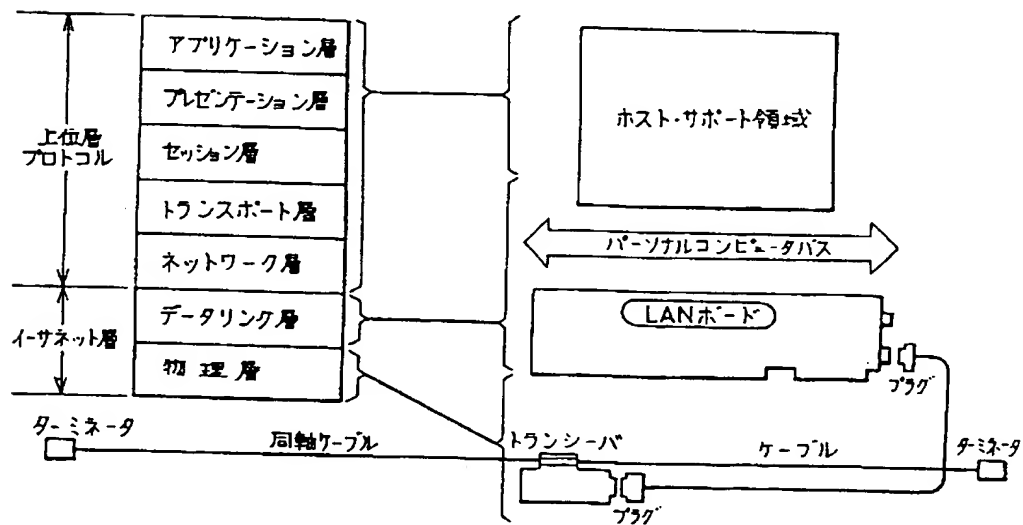 アプリケーション層
プレゼンテーション層
セッション層
トランスポート層
ネットワーク層
データリンク層
物理層
上位層
プロトコル
イーサネット層
ホスト・サポート領域
パーソナルコンピュータバス
LANボード
プラグ
ターミネータ
同軸ケーブル
トランシーバ
ケーブル
ターミネータ
プラグ